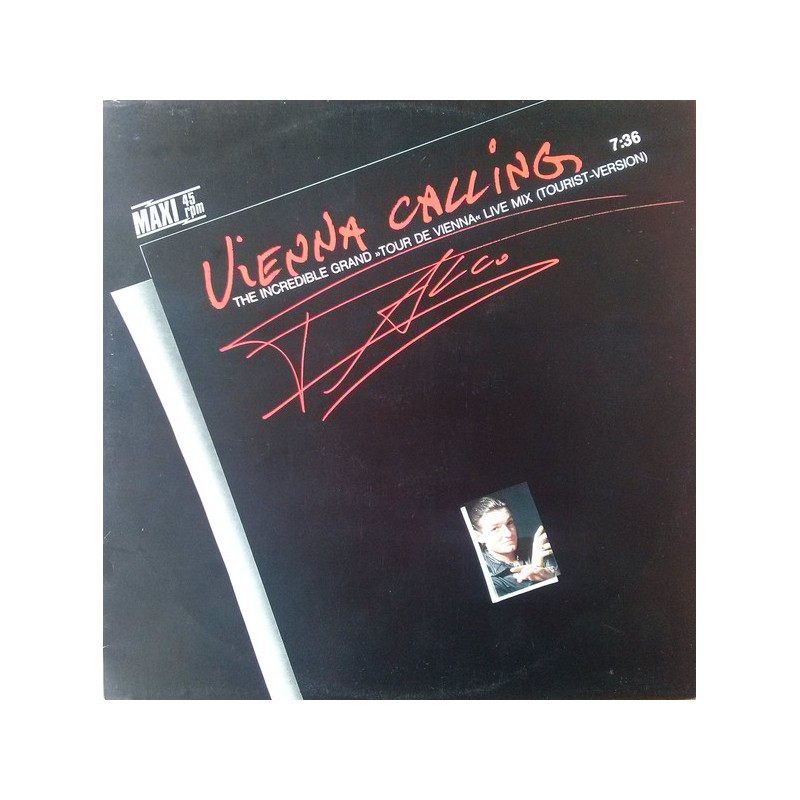 MAXI 45 rpm
VIENNA CALLING 7:36
THE INCREDIBLE GRAND »TOUR DE VIENNA« LIVE MIX (TOURIST-VERSION)
FALCO